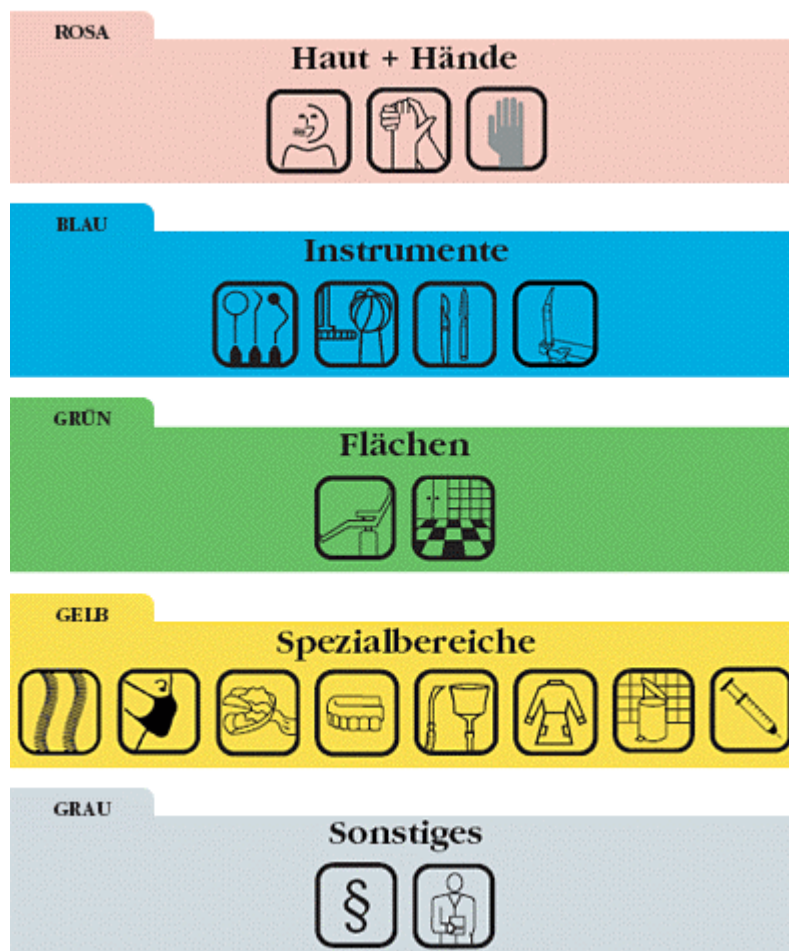 ROSA
Haut + Hände
BLAU
Instrumente
GRÜN
Flächen
GELB
Spezialbereiche
GRAU
Sonstiges
§